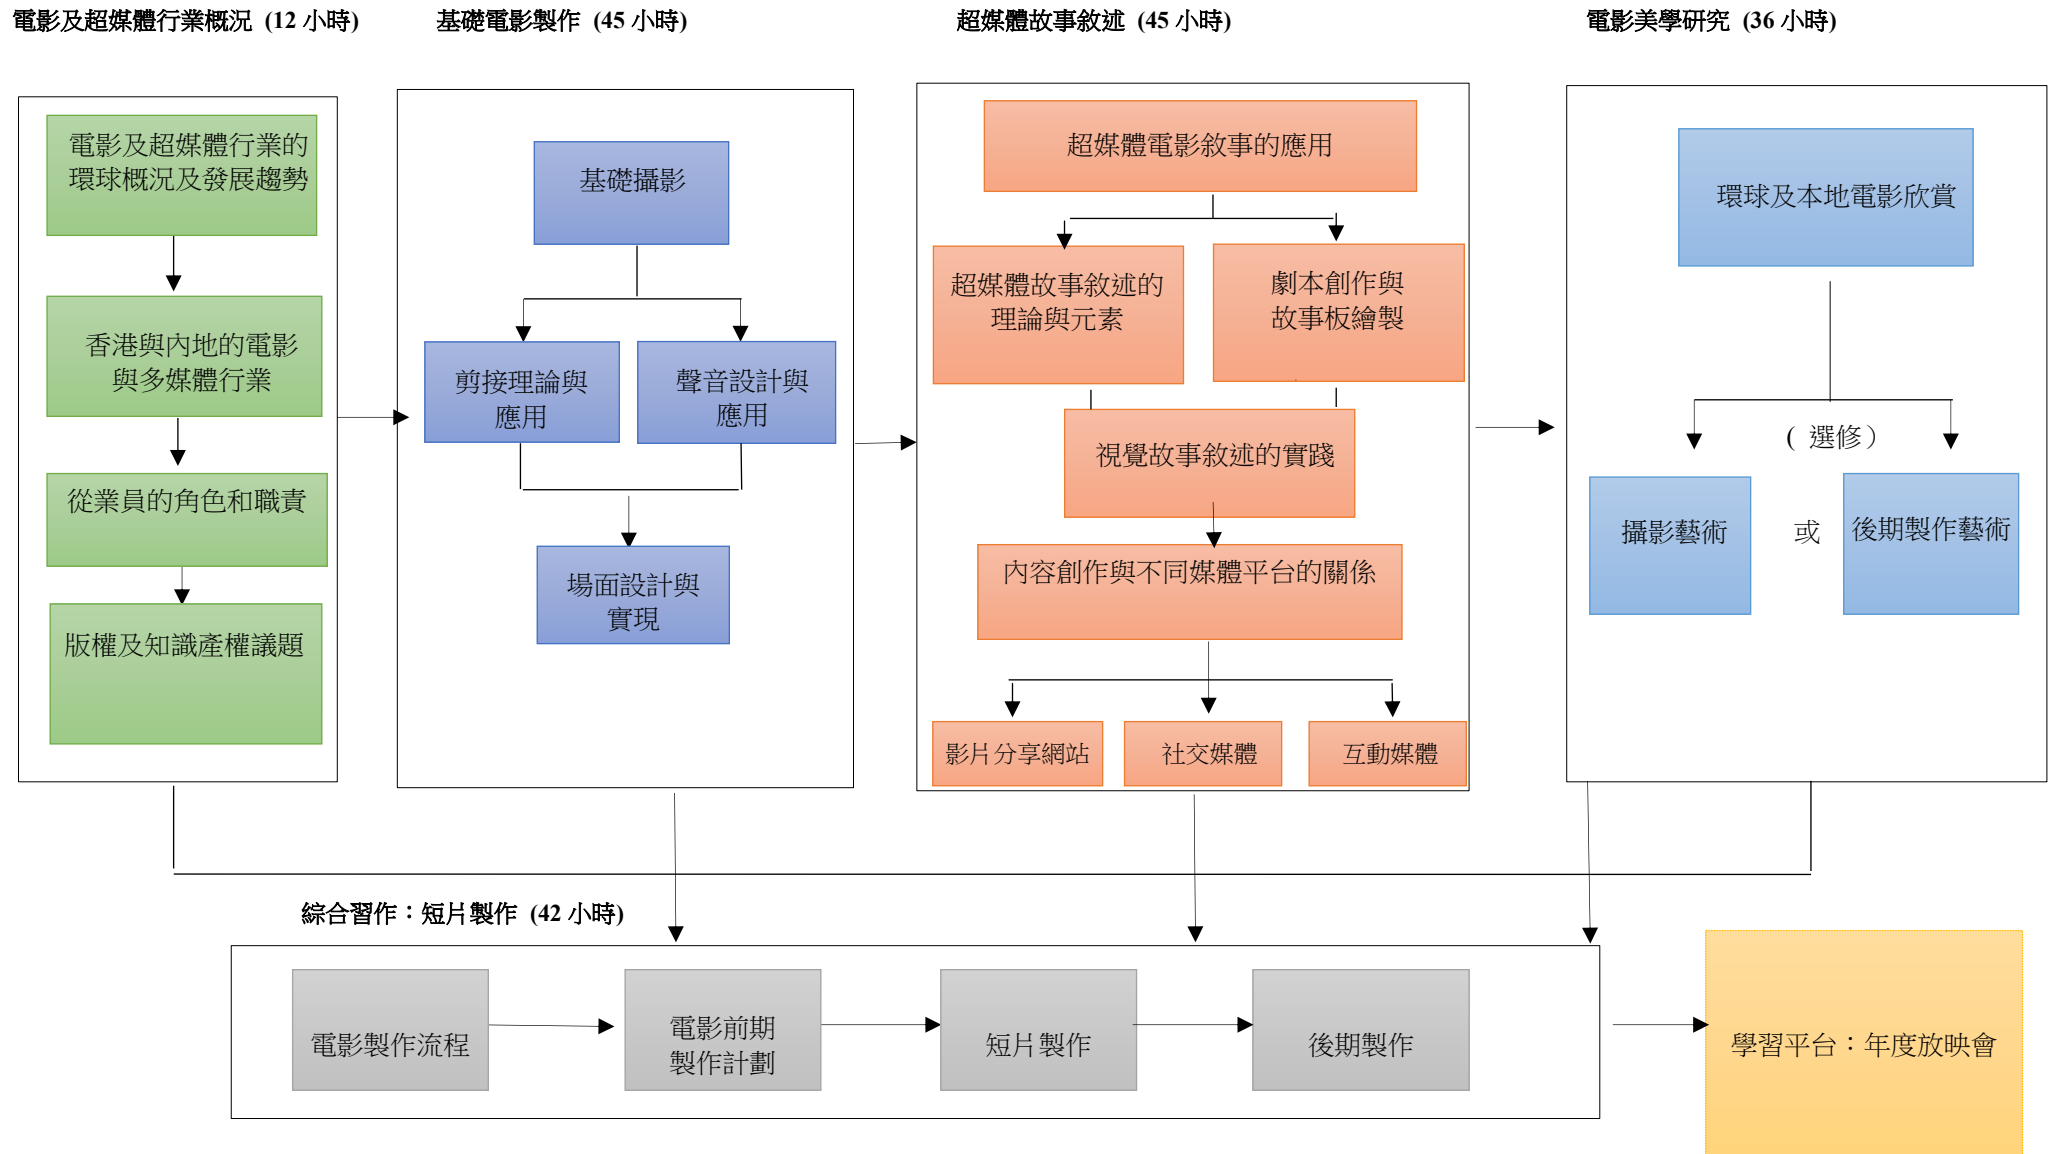 電影及超媒體行業概況 (12 小時)
基礎電影製作 (45 小時)
超媒體故事敘述 (45 小時)
電影美學研究 (36 小時)
電影及超媒體行業的
環球概況及發展趨勢
香港與內地的電影
與多媒體行業
從業員的角色和職責
版權及知識產權議題
基礎攝影
剪接理論與
應用
聲音設計與
應用
場面設計與
實現
超媒體電影敘事的應用
超媒體故事敘述的
理論與元素
劇本創作與
故事板繪製
視覺故事敘述的實踐
內容創作與不同媒體平台的關係
影片分享網站
社交媒體
互動媒體
環球及本地電影欣賞
( 選修）
攝影藝術
或
後期製作藝術
綜合習作：短片製作 (42 小時)
電影製作流程
電影前期
製作計劃
短片製作
後期製作
學習平台：年度放映會